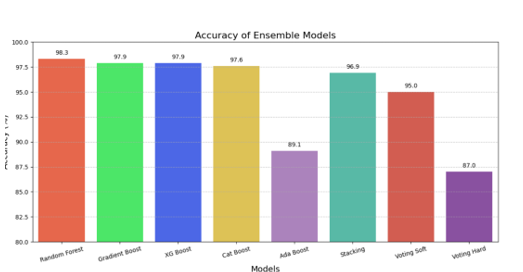 Accuracy of Ensemble Models
100.0
97.5
95.0
92.5
90.0
87.5
85.0
82.5
80.0
98.3
97.9
97.9
97.6
89.1
96.9
95.0
87.0
Random Forest
Gradient Boost
XG Boost
Cat Boost
Ada Boost
Stacking
Voting Soft
Voting Hard
Models